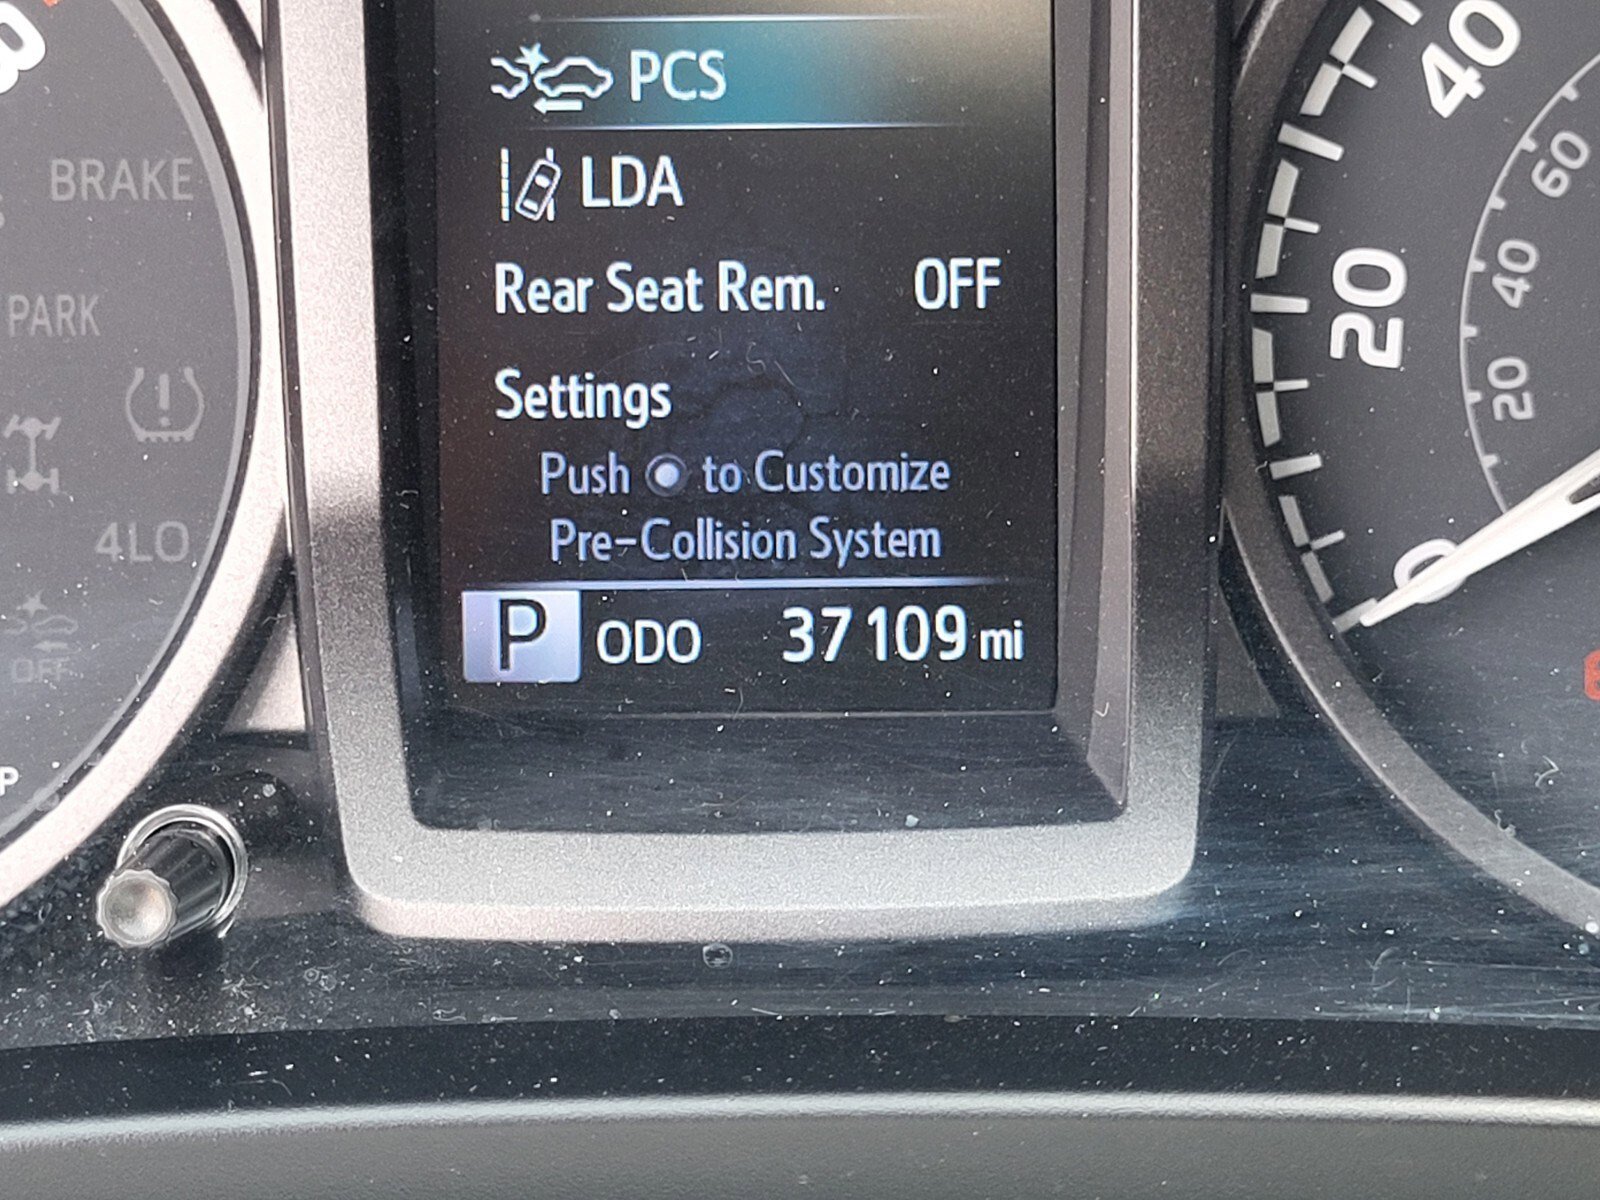 PCS
LDA
Rear Seat Rem. OFF
Settings
Push to Customize
Pre-Collision System
P ODO 37109 mi
BRAKE
PARK
4LO
OFF
P
40
20
0
60
40
20